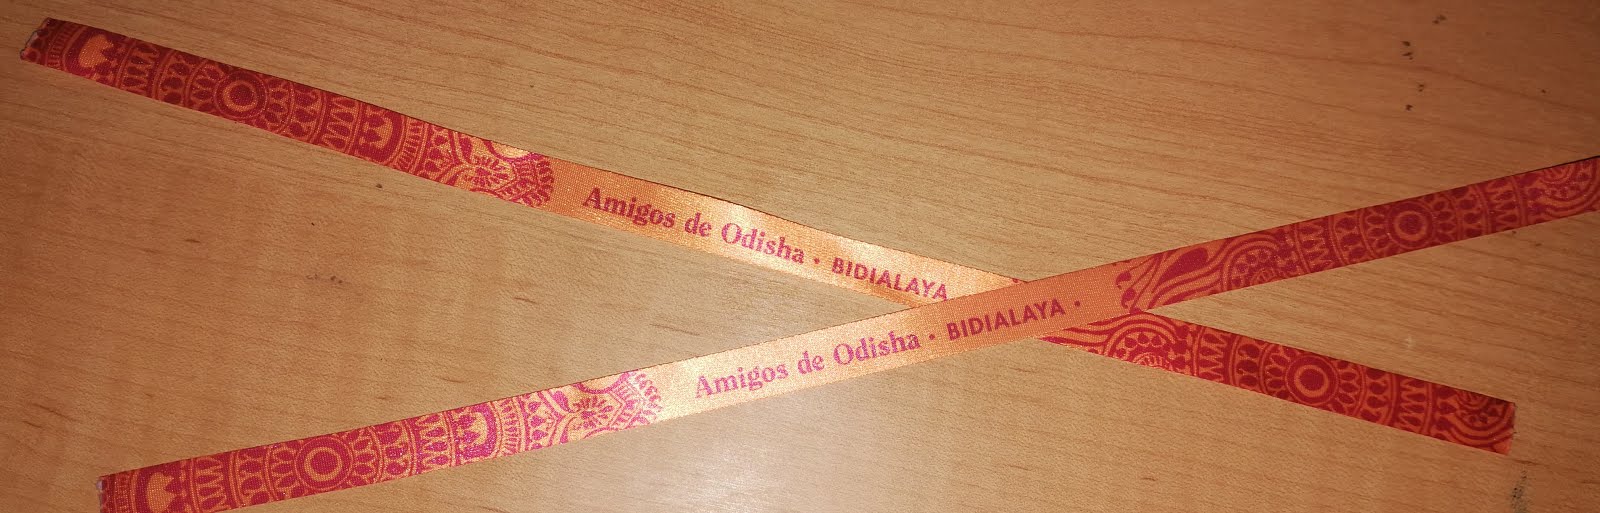 Amigos de Odisha • BIDIALAYA
Amigos de Odisha • BIDIALAYA •